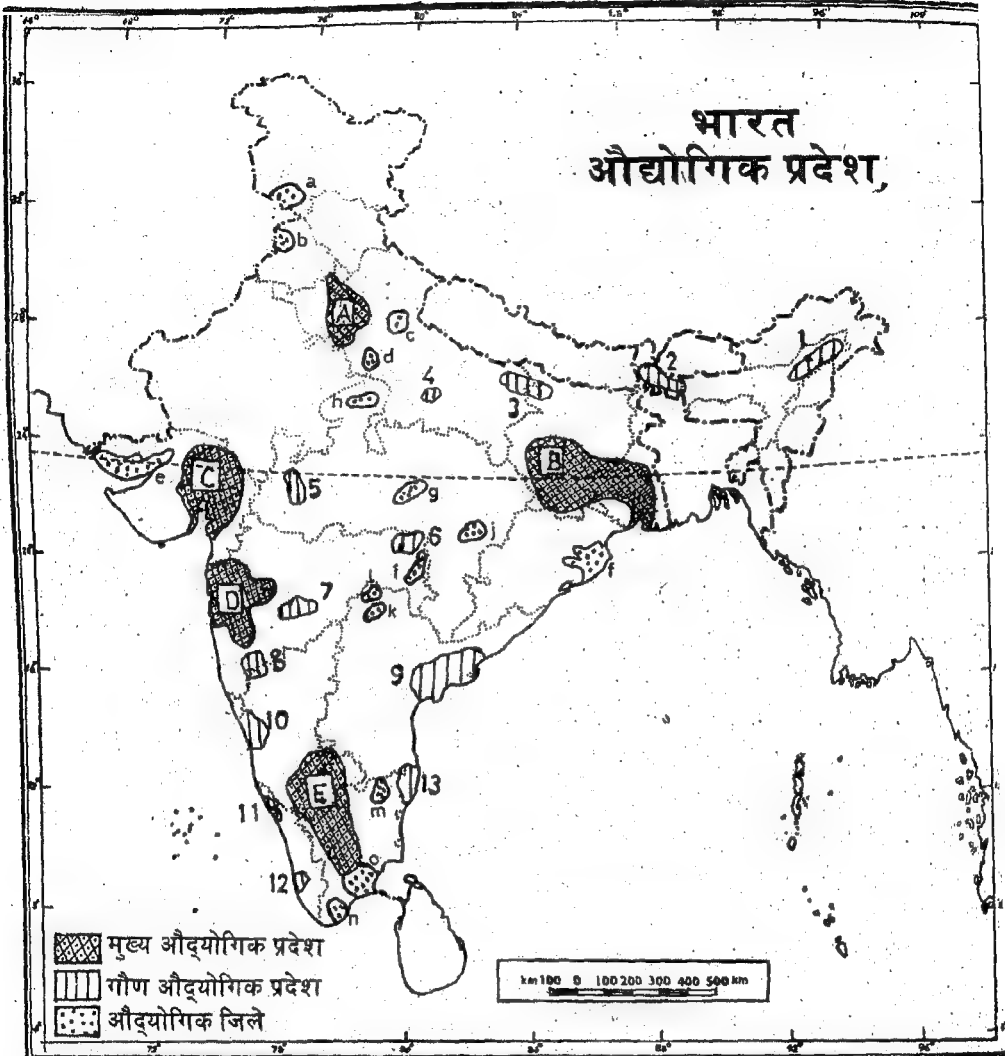 भारत
औद्योगिक प्रदेश,
a
b
A
c
d
1
2
4
3
h
C
e
5
g
B
6
j
i
f
D
7
k
8
9
10
E
13
m
11
o
12
n
मुख्य औद्योगिक प्रदेश
गौण औद्योगिक प्रदेश
औद्योगिक जिले
km 100 0 100 200 300 400 500 km